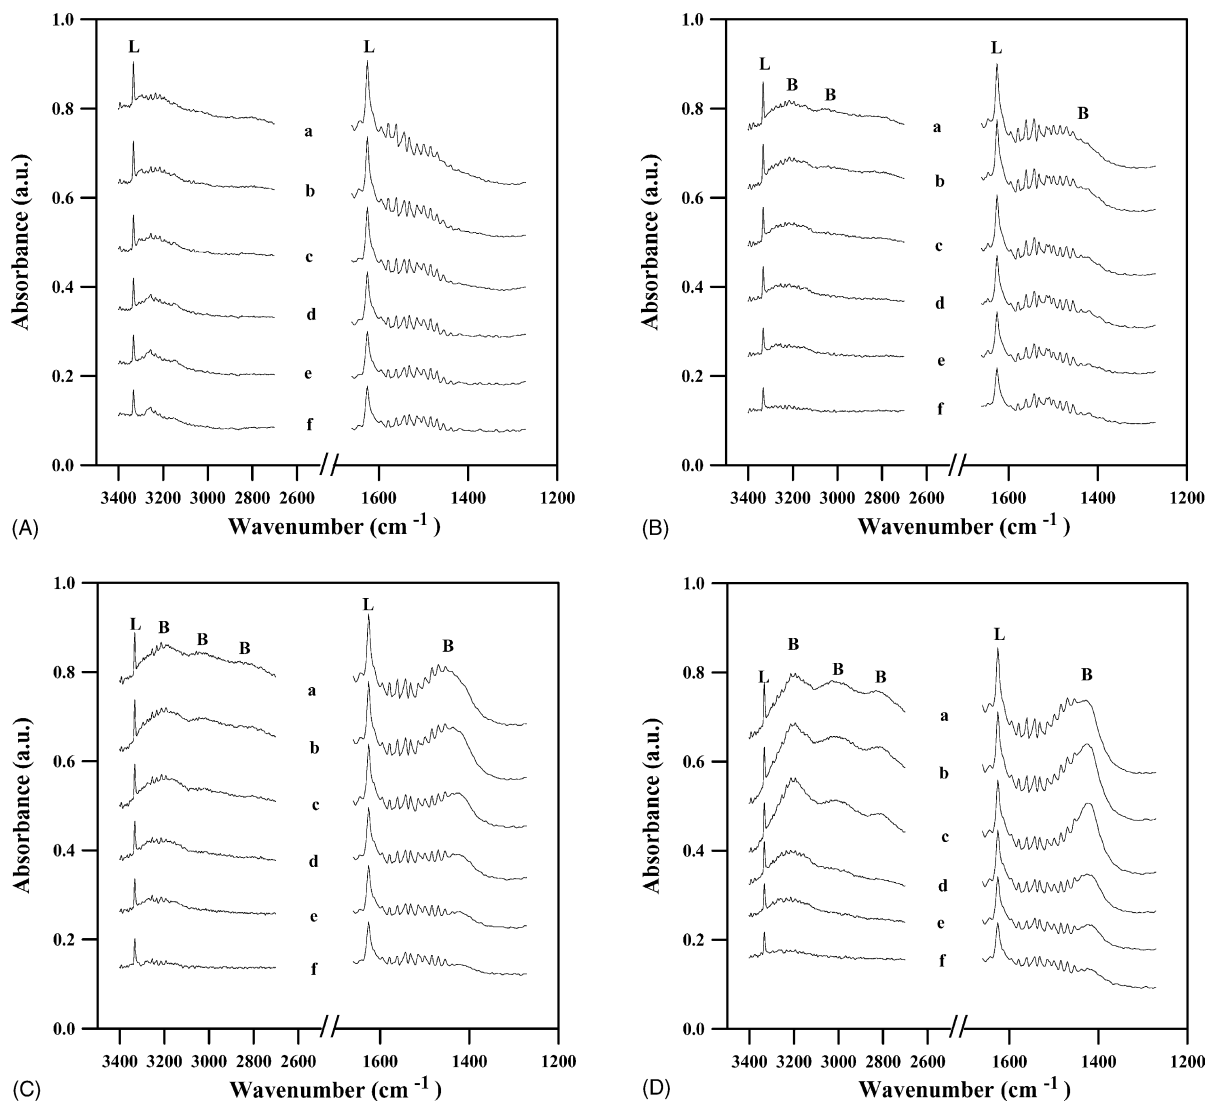 1.0
0.8
0.6
0.4
0.2
0.0
Absorbance (a.u.)
L
L
a
b
c
d
e
f
3400 3200 3000 2800 2600
1600
1400
1200
Wavenumber (cm -1 )
(A)
1.0
0.8
0.6
0.4
0.2
0.0
Absorbance (a.u.)
L
B
B
L
B
a
b
c
d
e
f
3400 3200 3000 2800 2600
1600
1400
1200
Wavenumber (cm -1 )
(B)
1.0
0.8
0.6
0.4
0.2
0.0
Absorbance (a.u.)
L
B
B
B
L
B
a
b
c
d
e
f
3400 3200 3000 2800 2600
1600
1400
1200
Wavenumber (cm -1 )
(C)
1.0
0.8
0.6
0.4
0.2
0.0
Absorbance (a.u.)
L
B
B
B
L
B
a
b
c
d
e
f
3400 3200 3000 2800 2600
1600
1400
1200
Wavenumber (cm -1 )
(D)